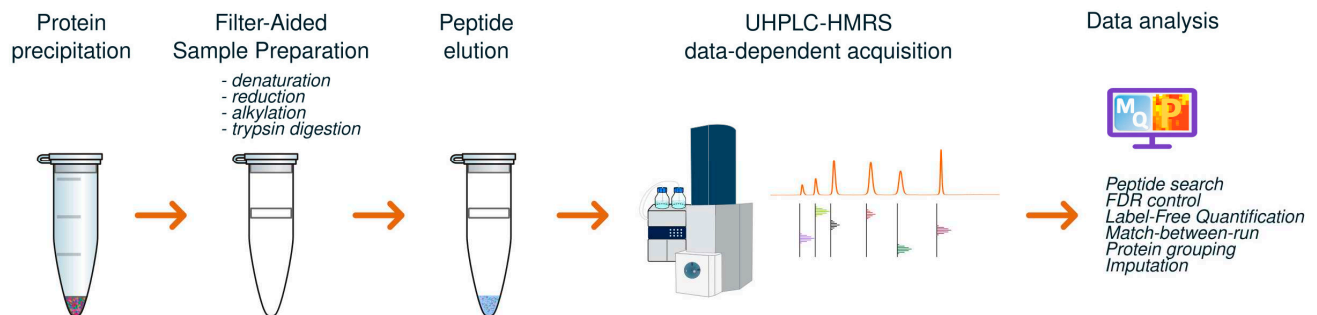 Protein
precipitation
Filter-Aided
Sample Preparation
- denaturation
- reduction
- alkylation
- trypsin digestion
Peptide
elution
UHPLC-HMRS
data-dependent acquisition
Data analysis
MQ
P
Peptide search
FDR control
Label-Free Quantification
Match-between-run
Protein grouping
Imputation